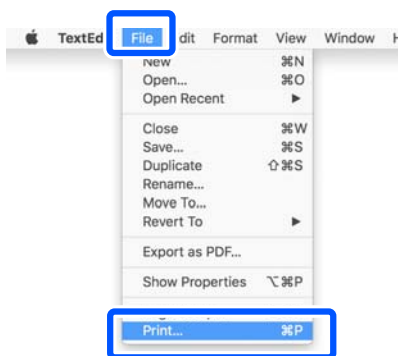 TextEd File dit Format View Window H
New ⌘N
Open... ⌘O
Open Recent ▶
Close ⌘W
Save... ⌘S
Duplicate ⇧⌘S
Rename...
Move To...
Revert To ▶
Export as PDF...
Show Properties ⌥⌘P
Print... ⌘P